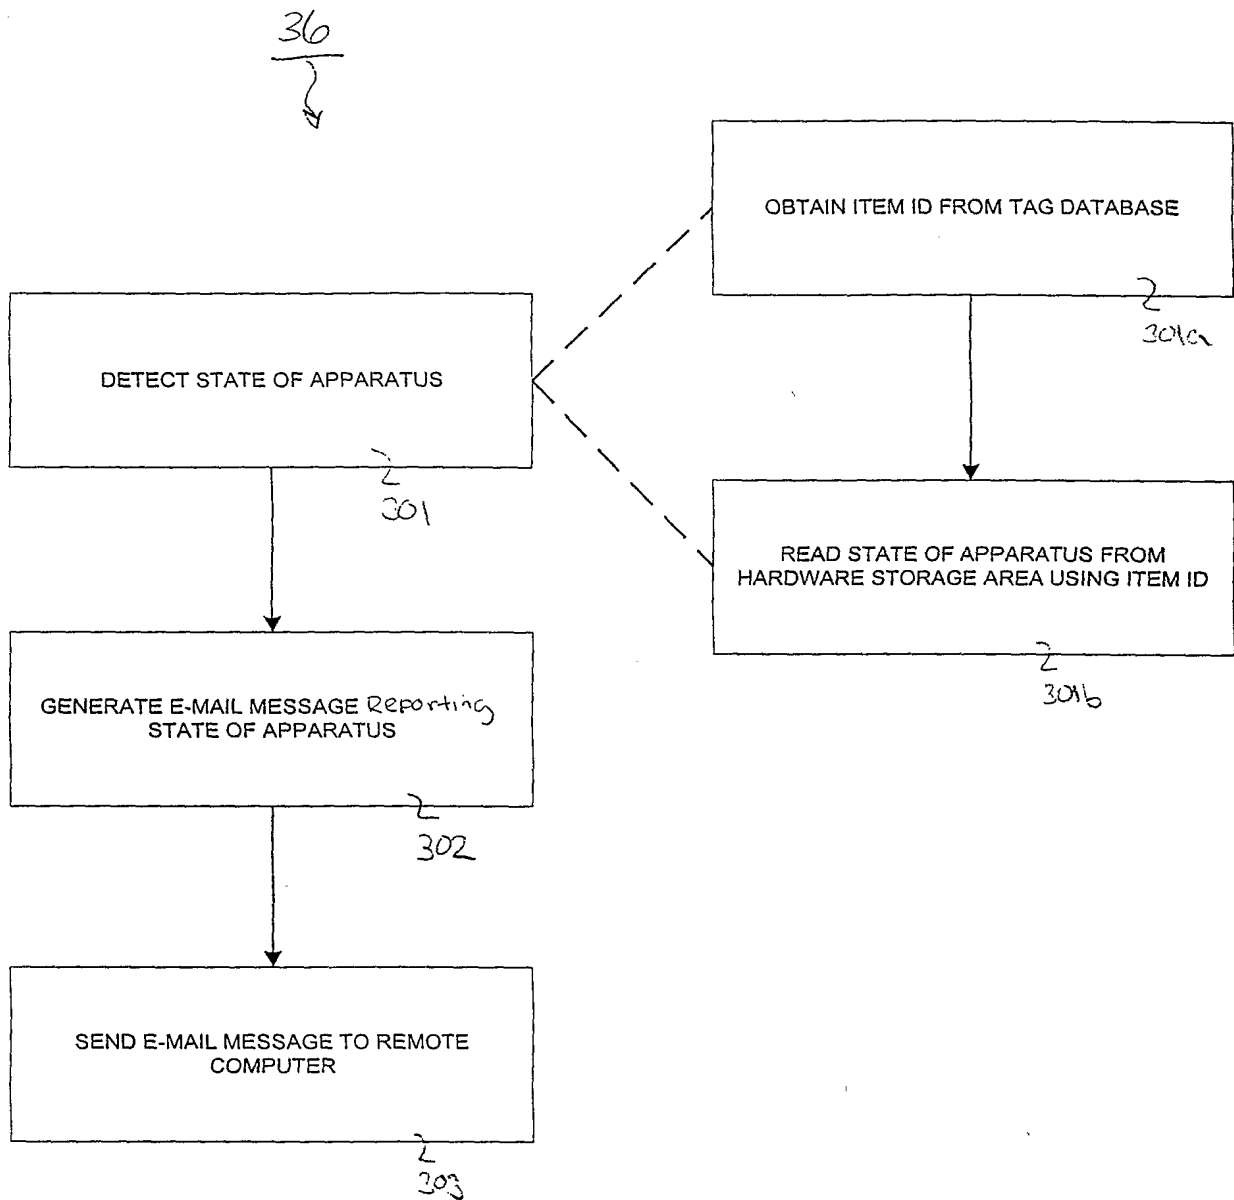 36
OBTAIN ITEM ID FROM TAG DATABASE
301a
DETECT STATE OF APPARATUS
301
READ STATE OF APPARATUS FROM
HARDWARE STORAGE AREA USING ITEM ID
301b
GENERATE E-MAIL MESSAGE Reporting
STATE OF APPARATUS
302
SEND E-MAIL MESSAGE TO REMOTE
COMPUTER
303